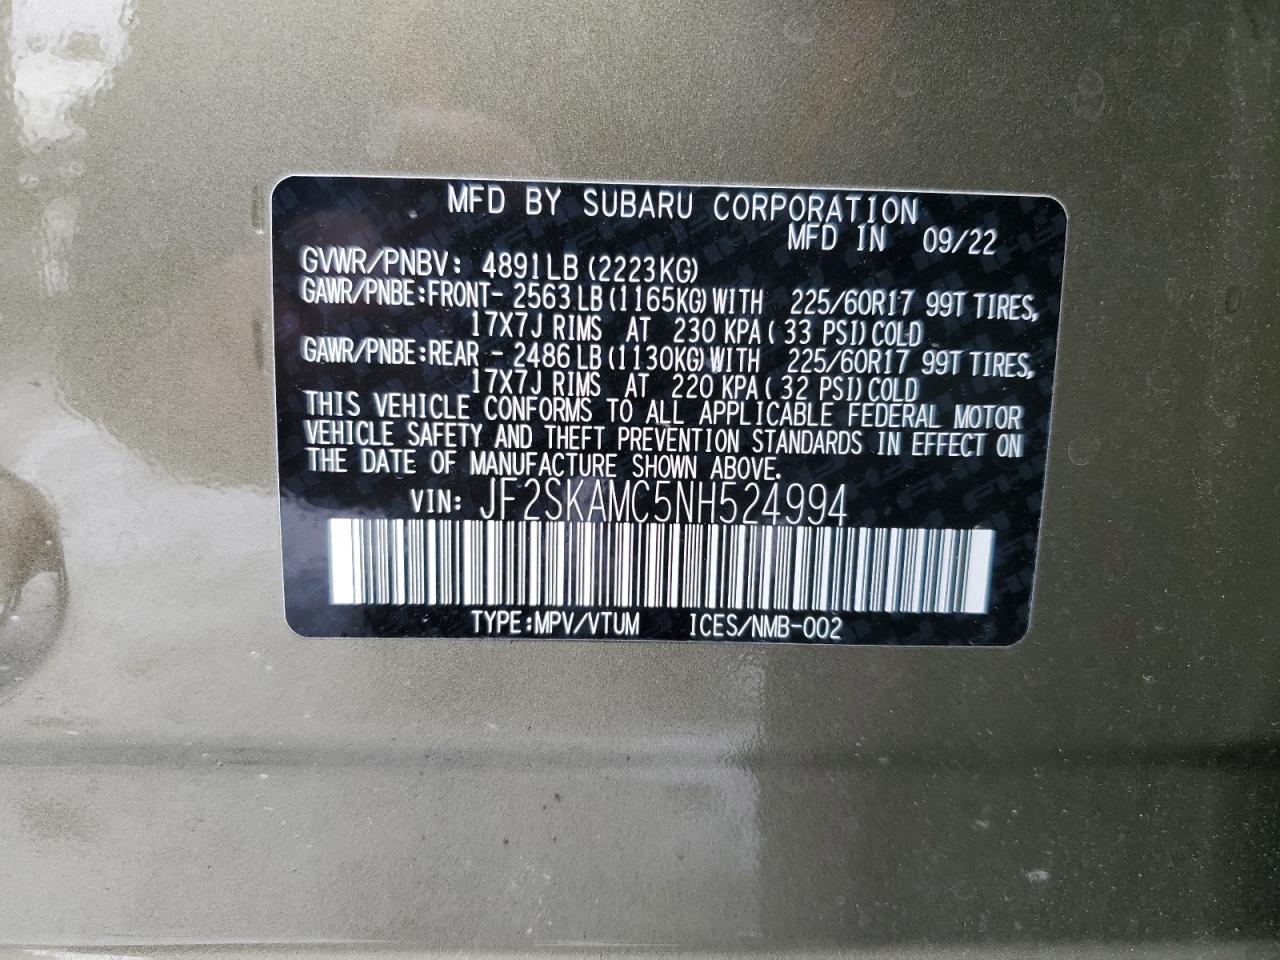 MFD BY SUBARU CORPORATION
MFD IN 09/22
GVWR/PNBV: 4891LB (2223KG)
GAWR/PNBE:FRONT- 2563LB (1165KG)WITH 225/60R17 99T TIRES,
17X7J RIMS AT 230 KPA( 33 PSI)COLD
GAWR/PNBE:REAR - 2486LB (1130KG)WITH 225/60R17 99T TIRES,
17X7J RIMS AT 220 KPA( 32 PSI)COLD
THIS VEHICLE CONFORMS TO ALL APPLICABLE FEDERAL MOTOR
VEHICLE SAFETY AND THEFT PREVENTION STANDARDS IN EFFECT ON
THE DATE OF MANUFACTURE SHOWN ABOVE.
VIN: JF2SKAMC5NH524994
TYPE:MPV/VTUM ICES/NMB-002